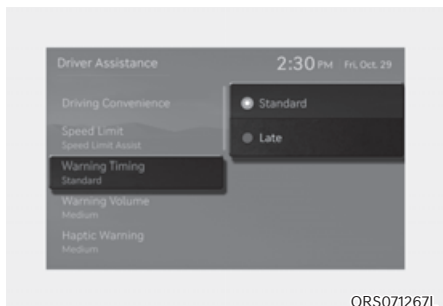 Driver Assistance
2:30 PM Fri, Oct. 29
Driving Convenience
Speed Limit
Speed Limit Assist
Warning Timing
Standard
Warning Volume
Medium
Haptic Warning
Medium
Standard
Late
ORS071267L